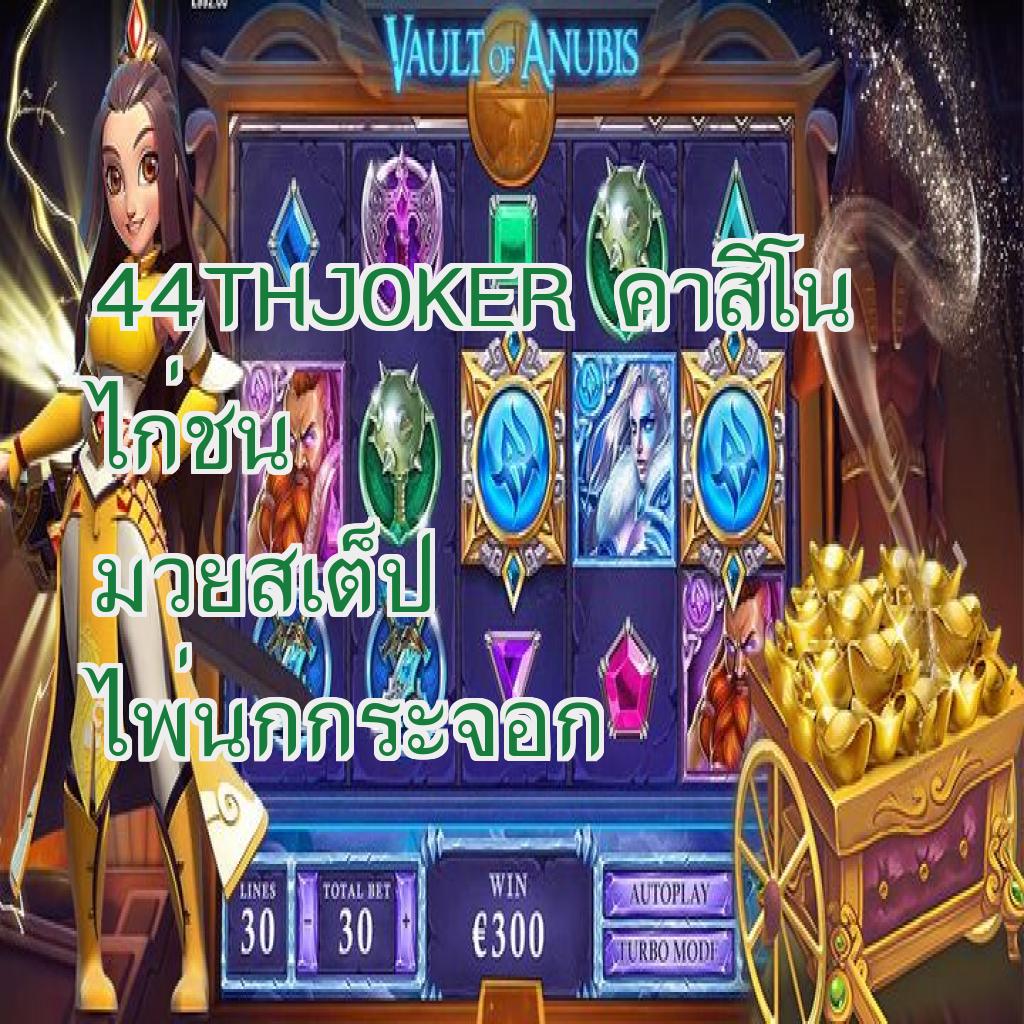 VAULT OF ANUBIS
44THJOKER คาสิโน
ไก่ชน
มวยสเต็ป
ไพ่นกกระจอก
LINES
30
TOTAL BET
- 30 +
WIN
€300
AUTOPLAY
TURBO MODE